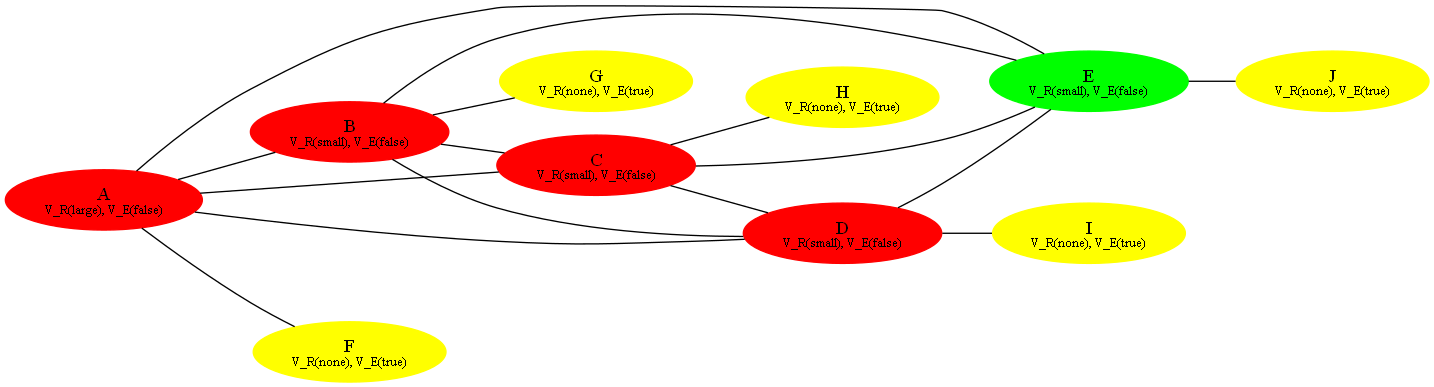 A
V_R(large), V_E(false)
B
V_R(small), V_E(false)
G
V_R(none), V_E(true)
C
V_R(small), V_E(false)
H
V_R(none), V_E(true)
D
V_R(small), V_E(false)
E
V_R(small), V_E(false)
J
V_R(none), V_E(true)
I
V_R(none), V_E(true)
F
V_R(none), V_E(true)